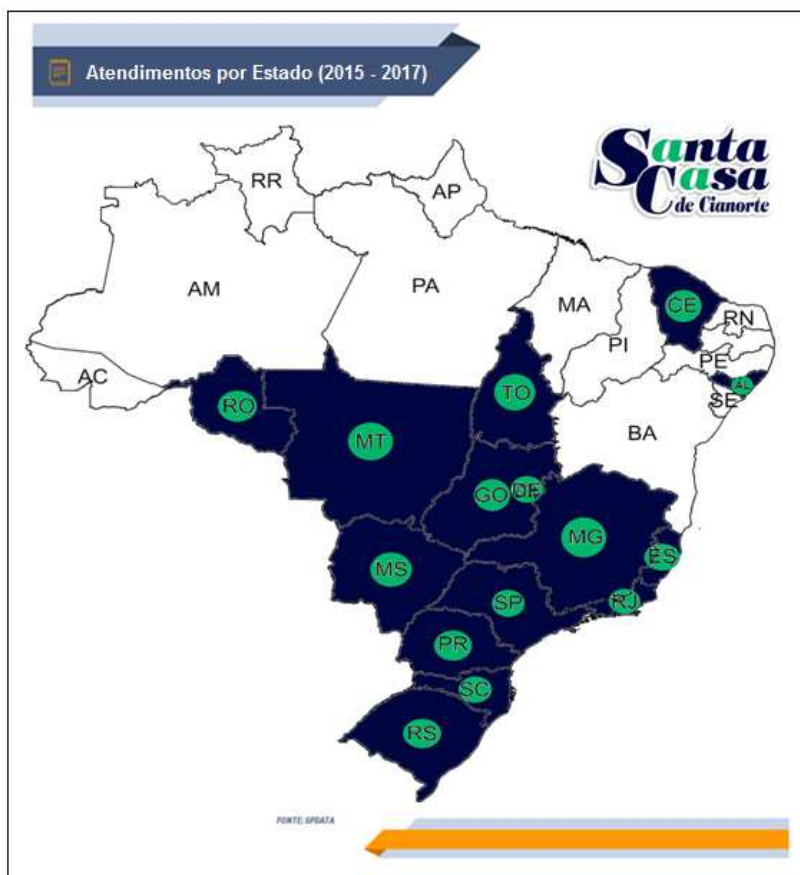 Atendimentos por Estado (2015 - 2017)
Santa
Casa
de Cianorte
RR
AP
AM
PA
MA
CE
RN
PI
PE
AC
AL
RO
TO
SE
MT
BA
GO
DF
MG
ES
MS
SP
RJ
PR
SC
RS
FONTE: SPDATA